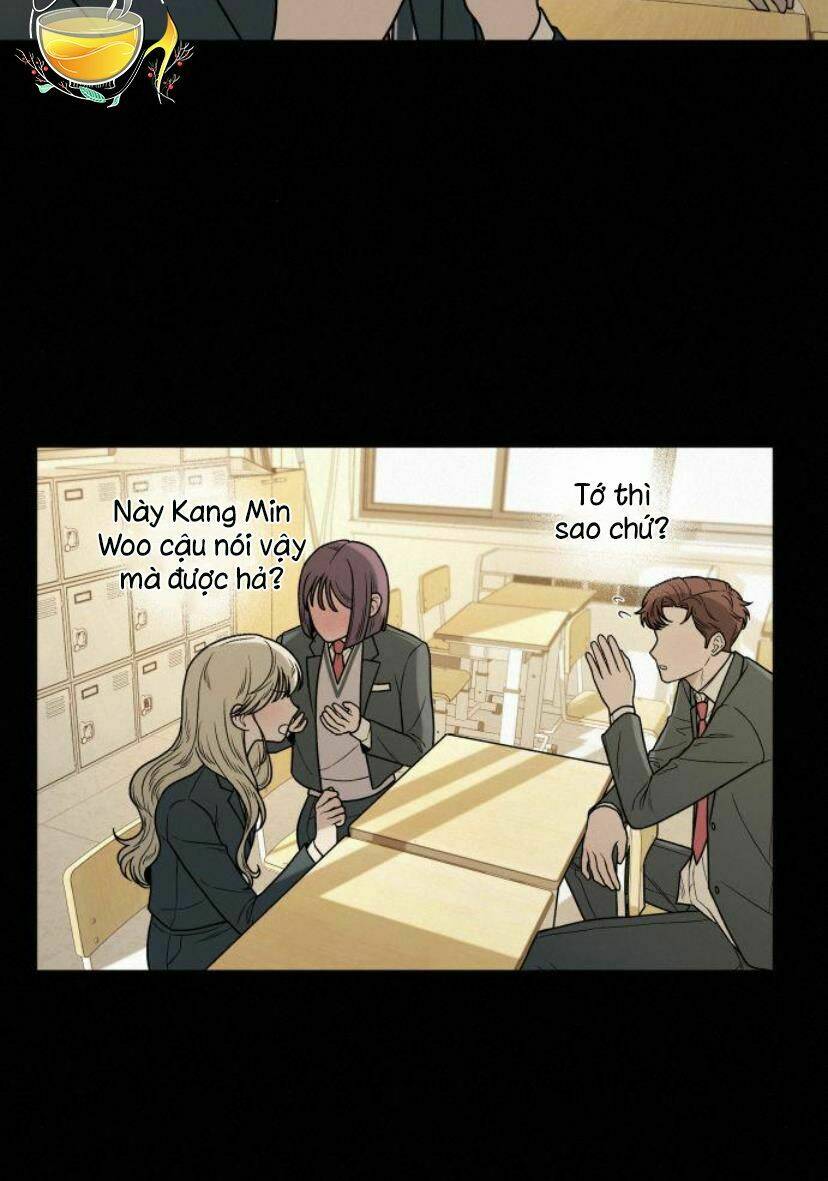 Này Kang Min
Woo cậu nói vậy
mà được hả?
Tớ thì
sao chứ?